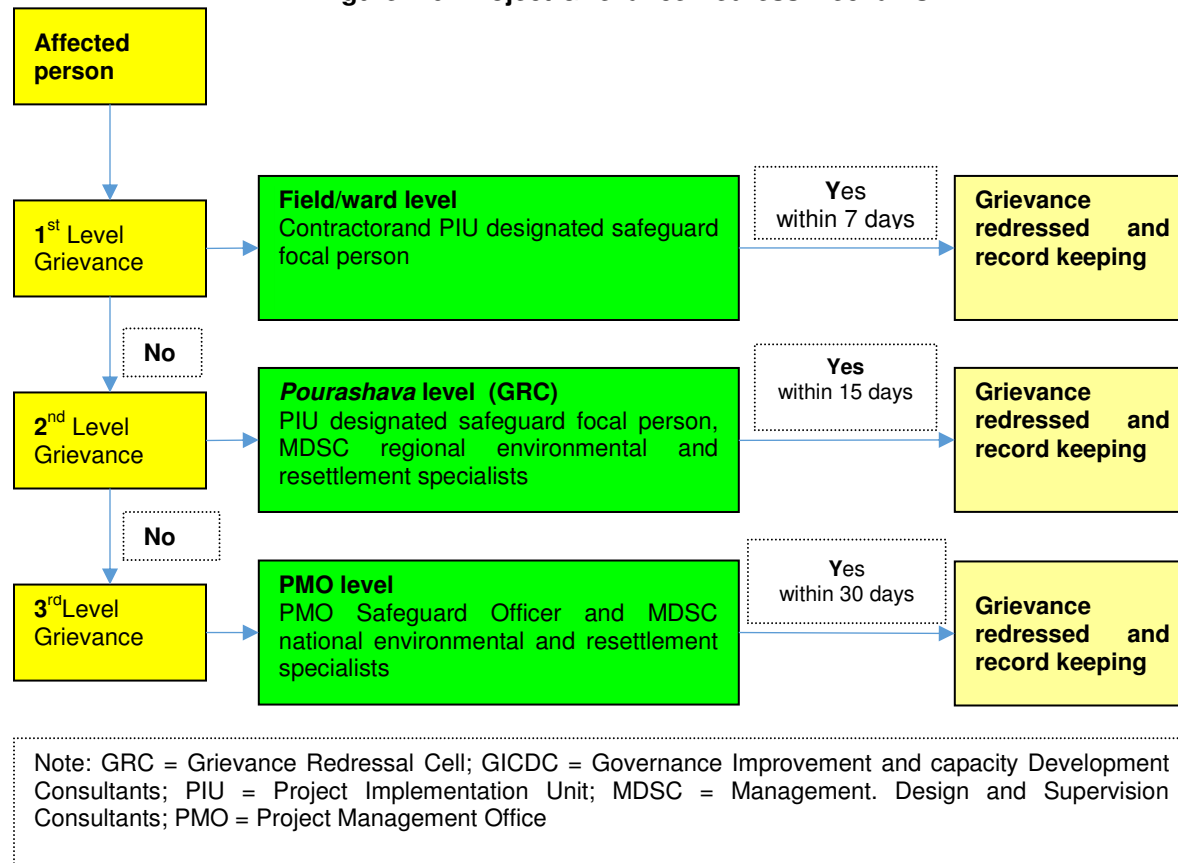 Affected
person
1st Level
Grievance
Field/ward level
Contractorand PIU designated safeguard
focal person
Yes
within 7 days
Grievance
redressed and
record keeping
No
2nd Level
Grievance
Pourashava level (GRC)
PIU designated safeguard focal person,
MDSC regional environmental and
resettlement specialists
Yes
within 15 days
Grievance
redressed and
record keeping
No
3rdLevel
Grievance
PMO level
PMO Safeguard Officer and MDSC
national environmental and resettlement
specialists
Yes
within 30 days
Grievance
redressed and
record keeping
Note: GRC = Grievance Redressal Cell; GICDC = Governance Improvement and capacity Development
Consultants; PIU = Project Implementation Unit; MDSC = Management. Design and Supervision
Consultants; PMO = Project Management Office